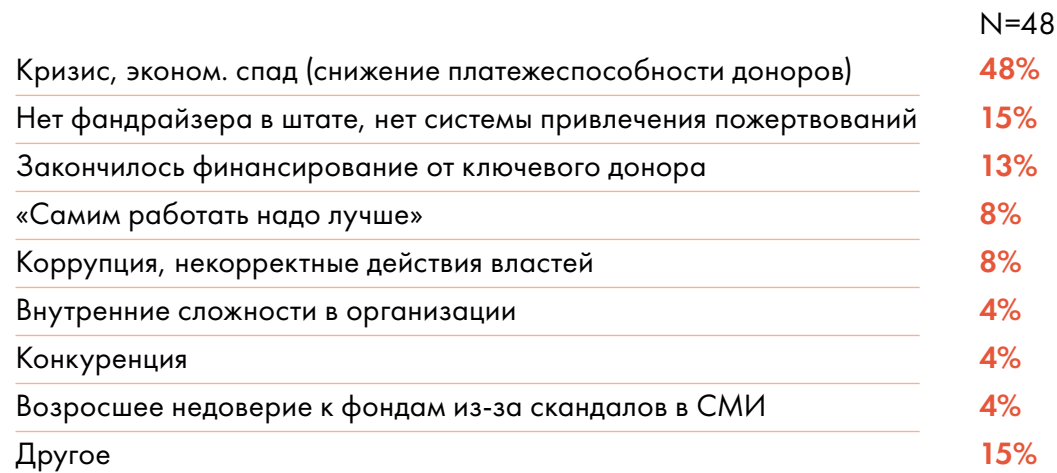 N=48
Кризис, эконом. спад (снижение платежеспособности доноров) 48%
Нет фандрайзера в штате, нет системы привлечения пожертвований 15%
Закончилось финансирование от ключевого донора 13%
«Самим работать надо лучше» 8%
Коррупция, некорректные действия властей 8%
Внутренние сложности в организации 4%
Конкуренция 4%
Возросшее недоверие к фондам из-за скандалов в СМИ 4%
Другое 15%